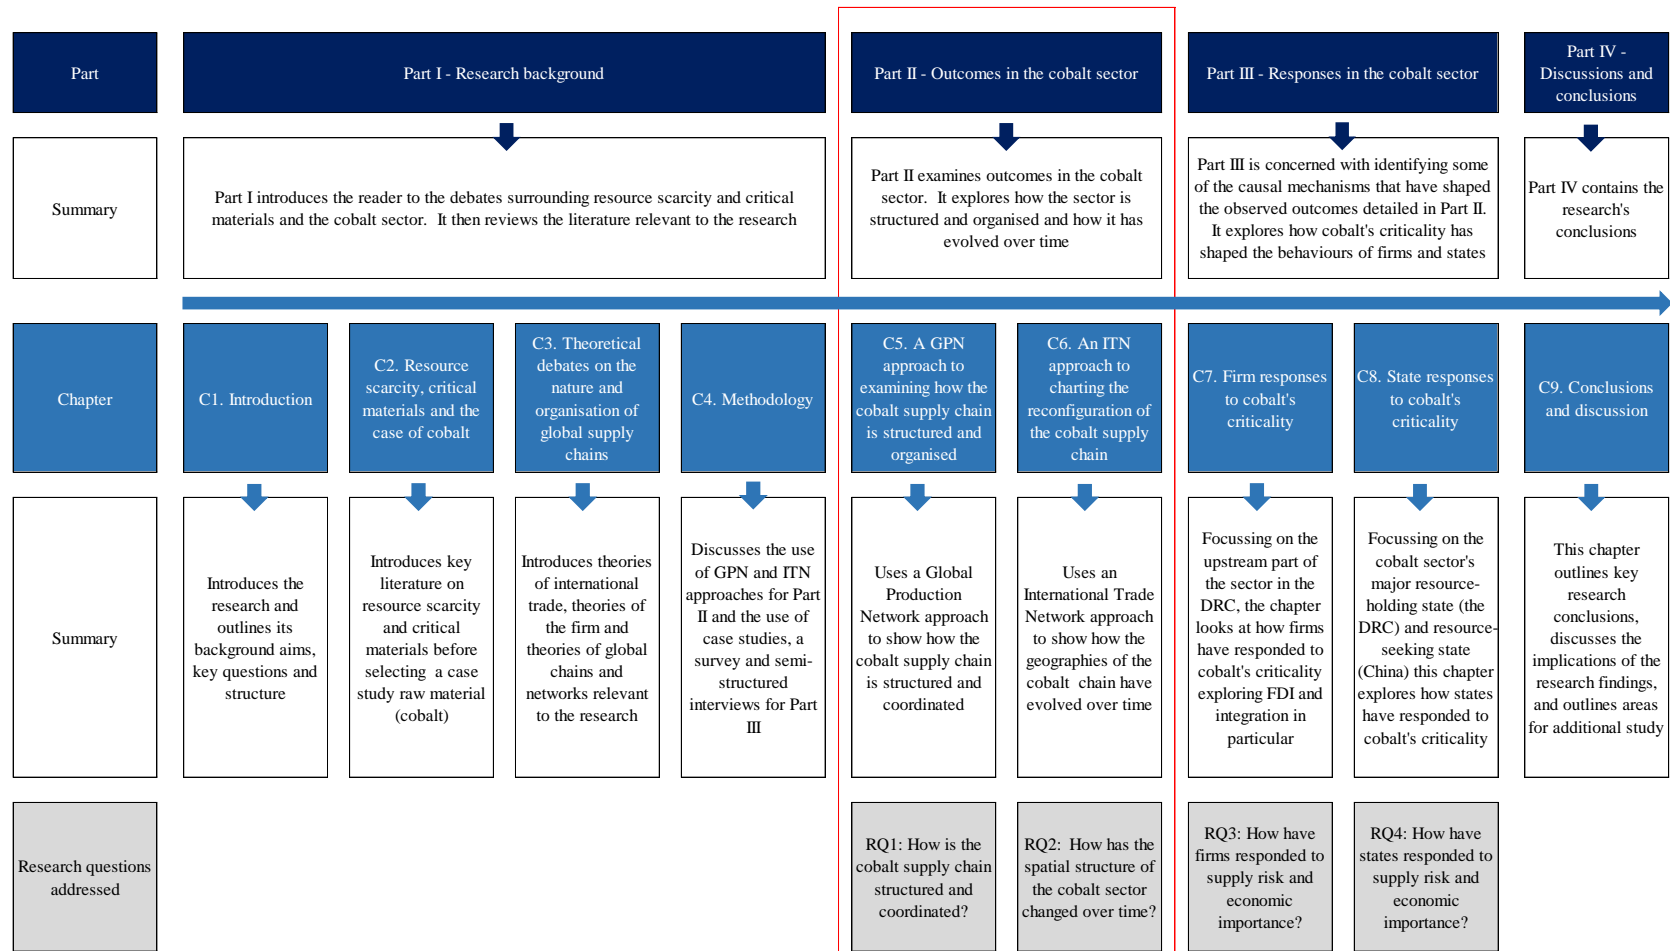 Part
Part I - Research background
Part II - Outcomes in the cobalt sector
Part III - Responses in the cobalt sector
Part IV -
Discussions and
conclusions
Summary
Part I introduces the reader to the debates surrounding resource scarcity and critical
materials and the cobalt sector.  It then reviews the literature relevant to the research
Part II examines outcomes in the cobalt
sector.  It explores how the sector is
structured and organised and how it has
evolved over time
Part III is concerned with identifying some
of the causal mechanisms that have shaped
the observed outcomes detailed in Part II.
It explores how cobalt's criticality has
shaped the behaviours of firms and states
Part IV contains the
research's
conclusions
Chapter
C1. Introduction
C2. Resource
scarcity, critical
materials and the
case of cobalt
C3. Theoretical
debates on the
nature and
organisation of
global supply
chains
C4. Methodology
C5. A GPN
approach to
examining how the
cobalt supply chain
is structured and
organised
C6. An ITN
approach to
charting the
reconfiguration of
the cobalt supply
chain
C7. Firm responses
to cobalt's
criticality
C8. State responses
to cobalt's
criticality
C9. Conclusions
and discussion
Summary
Introduces the
research and
outlines its
background aims,
key questions and
structure
Introduces key
literature on
resource scarcity
and critical
materials before
selecting  a case
study raw material
(cobalt)
Introduces theories
of international
trade, theories of
the firm and
theories of global
chains and
networks relevant
to the research
Discusses the use
of GPN and ITN
approaches for Part
II and the use of
case studies, a
survey and semi-
structured
interviews for Part
III
Uses a Global
Production
Network approach
to show how the
cobalt supply chain
is structured and
coordinated
Uses an
International Trade
Network approach
to show how the
geographies of the
cobalt  chain have
evolved over time
Focussing on the
upstream part of
the sector in the
DRC, the chapter
looks at how firms
have responded to
cobalt's criticality
exploring FDI and
integration in
particular
Focussing on the
cobalt sector's
major resource-
holding state (the
DRC) and resource-
seeking state
(China) this chapter
explores how states
have responded to
cobalt's criticality
This chapter
outlines key
research
conclusions,
discusses the
implications of the
research findings,
and outlines areas
for additional study
Research questions
addressed
RQ1: How is the
cobalt supply chain
structured and
coordinated?
RQ2:  How has the
spatial structure of
the cobalt sector
changed over time?
RQ3: How have
firms responded to
supply risk and
economic
importance?
RQ4: How have
states responded to
supply risk and
economic
importance?